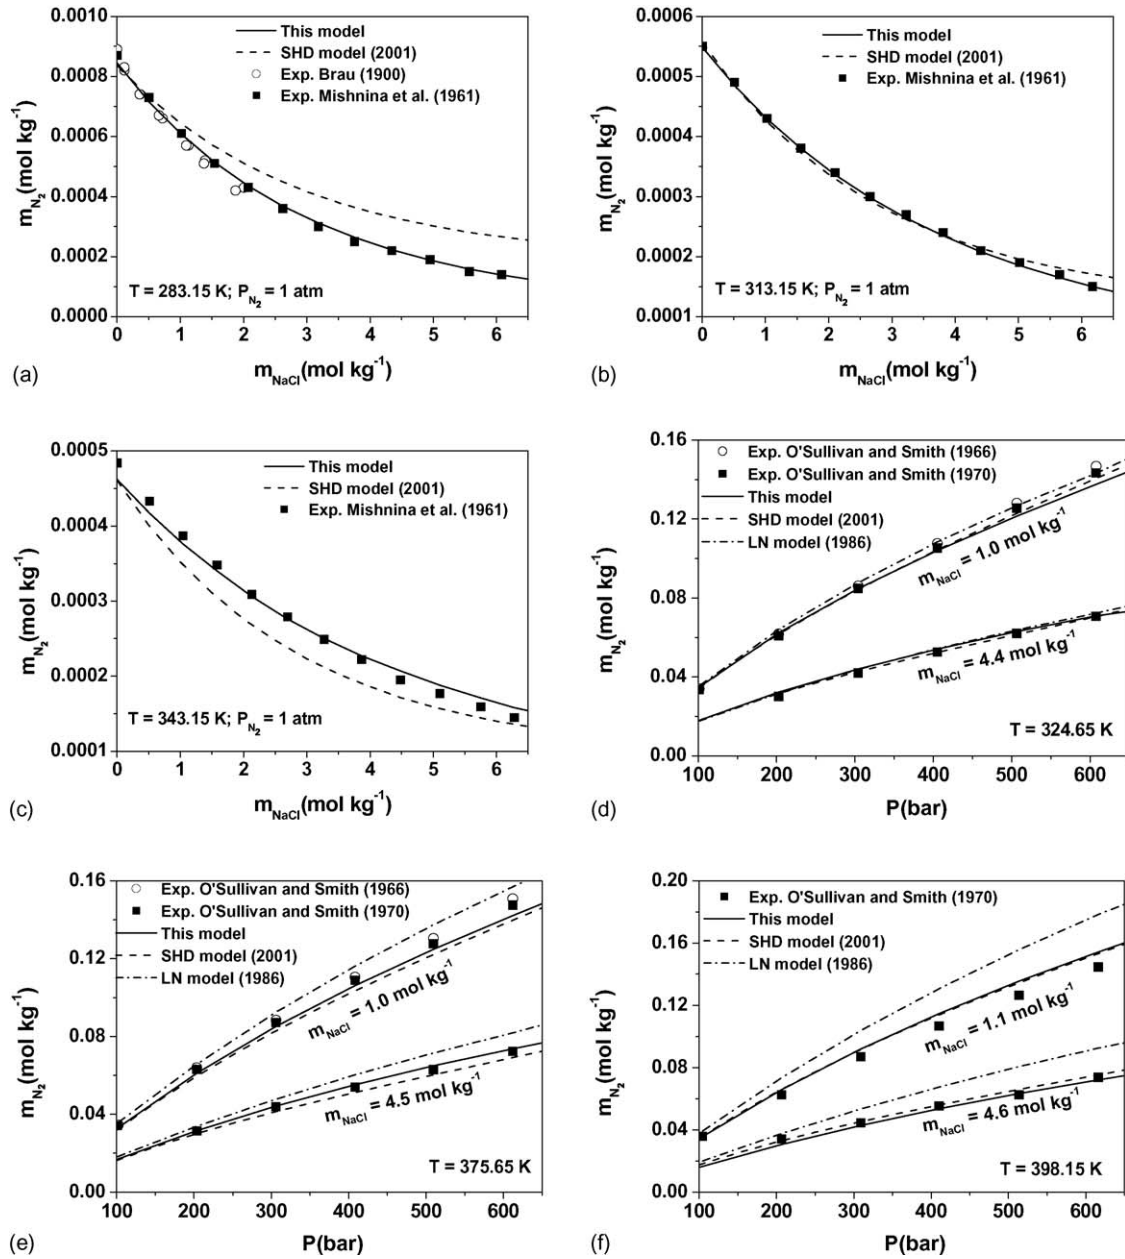 0.0010
0.0008
0.0006
0.0004
0.0002
0.0000
m_N₂(mol kg⁻¹)
This model
SHD model (2001)
Exp. Brau (1900)
Exp. Mishnina et al. (1961)
T = 283.15 K; P_N₂ = 1 atm
0 1 2 3 4 5 6
m_NaCl(mol kg⁻¹)
(a)
0.0006
0.0005
0.0004
0.0003
0.0002
0.0001
m_N₂(mol kg⁻¹)
This model
SHD model (2001)
Exp. Mishnina et al. (1961)
T = 313.15 K; P_N₂ = 1 atm
0 1 2 3 4 5 6
m_NaCl(mol kg⁻¹)
(b)
0.0005
0.0004
0.0003
0.0002
0.0001
m_N₂(mol kg⁻¹)
This model
SHD model (2001)
Exp. Mishnina et al. (1961)
T = 343.15 K; P_N₂ = 1 atm
0 1 2 3 4 5 6
m_NaCl(mol kg⁻¹)
(c)
0.16
0.12
0.08
0.04
0.00
m_N₂(mol kg⁻¹)
Exp. O'Sullivan and Smith (1966)
Exp. O'Sullivan and Smith (1970)
This model
SHD model (2001)
LN model (1986)
m_NaCl = 1.0 mol kg⁻¹
m_NaCl = 4.4 mol kg⁻¹
T = 324.65 K
100 200 300 400 500 600
P(bar)
(d)
0.16
0.12
0.08
0.04
0.00
m_N₂(mol kg⁻¹)
Exp. O'Sullivan and Smith (1966)
Exp. O'Sullivan and Smith (1970)
This model
SHD model (2001)
LN model (1986)
m_NaCl = 1.0 mol kg⁻¹
m_NaCl = 4.5 mol kg⁻¹
T = 375.65 K
100 200 300 400 500 600
P(bar)
(e)
0.20
0.16
0.12
0.08
0.04
0.00
m_N₂(mol kg⁻¹)
Exp. O'Sullivan and Smith (1970)
This model
SHD model (2001)
LN model (1986)
m_NaCl = 1.1 mol kg⁻¹
m_NaCl = 4.6 mol kg⁻¹
T = 398.15 K
100 200 300 400 500 600
P(bar)
(f)